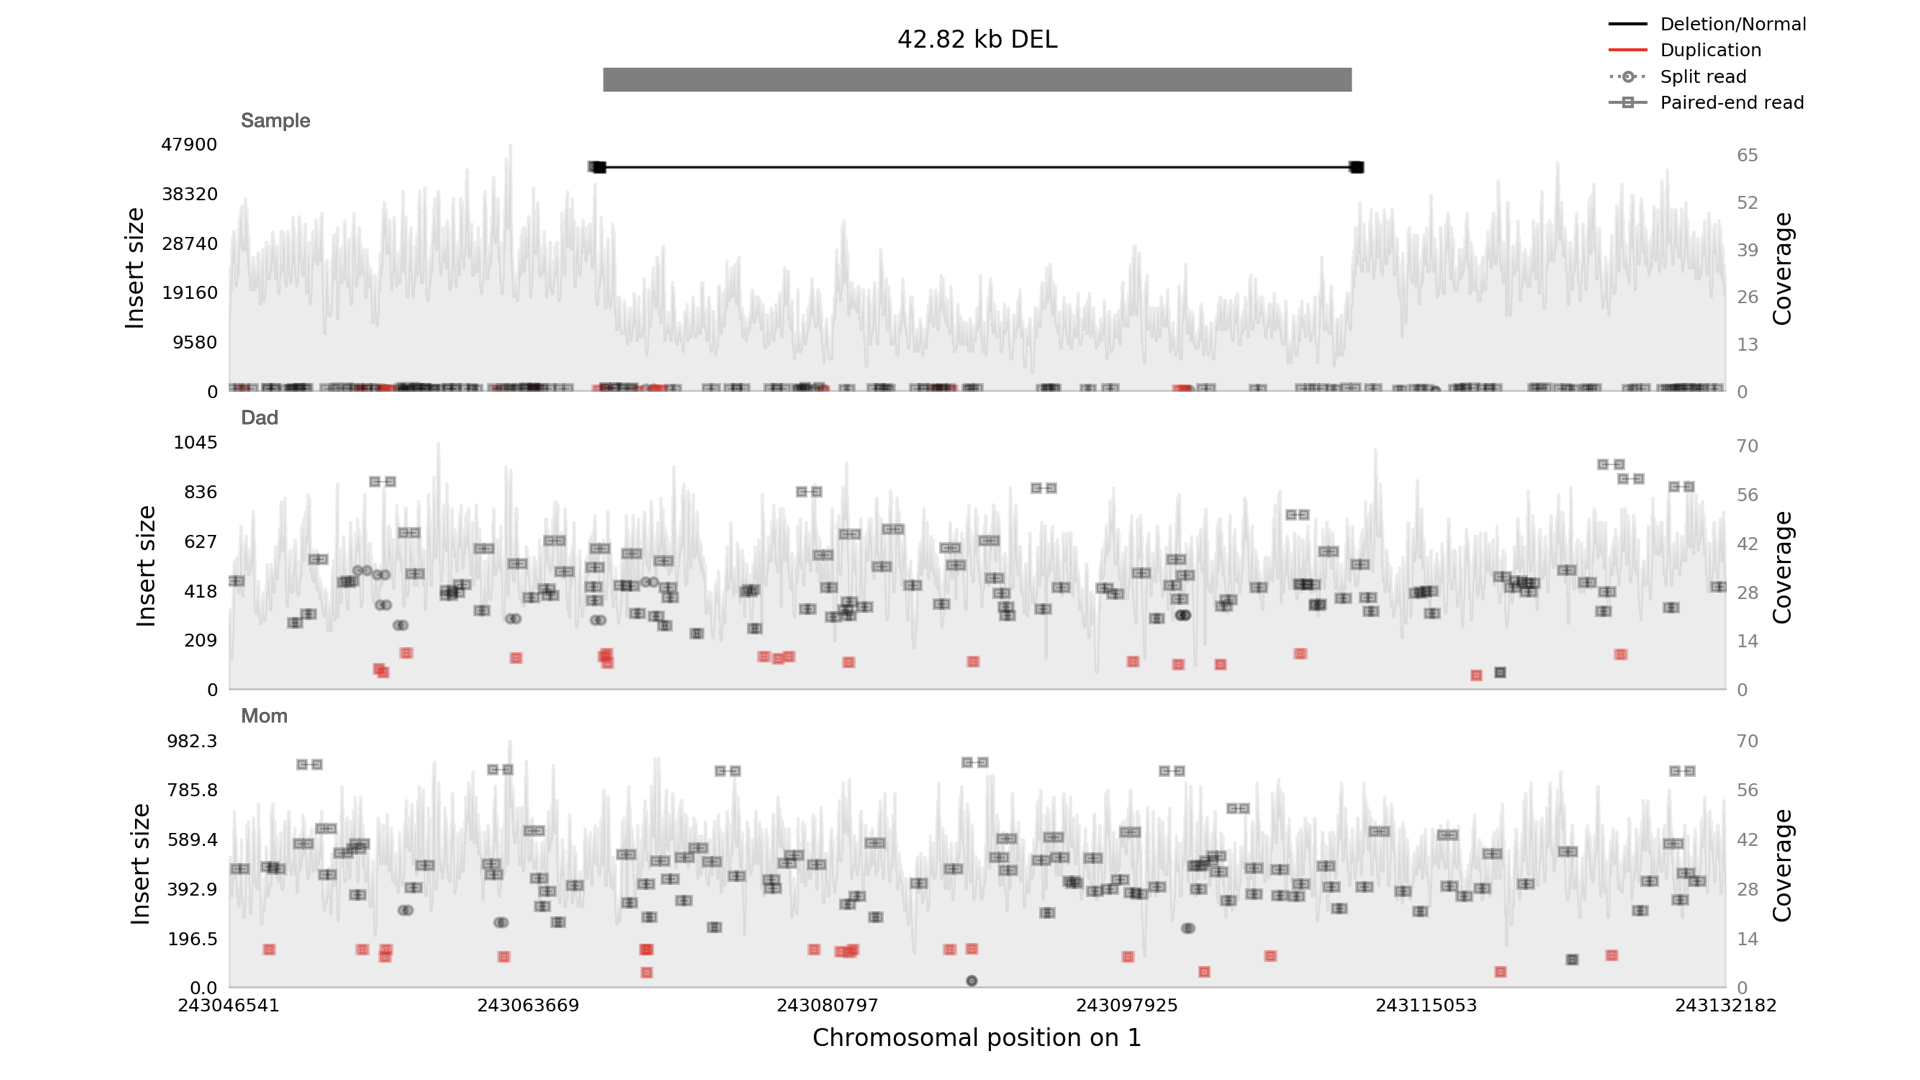 42.82 kb DEL
Deletion/Normal
Duplication
Split read
Paired-end read
Sample
47900
38320
28740
19160
9580
0
Insert size
65
52
39
26
13
0
Coverage
Dad
1045
836
627
418
209
0
Insert size
70
56
42
28
14
0
Coverage
Mom
982.3
785.8
589.4
392.9
196.5
0.0
Insert size
70
56
42
28
14
0
Coverage
243046541 243063669 243080797 243097925 243115053 243132182
Chromosomal position on 1